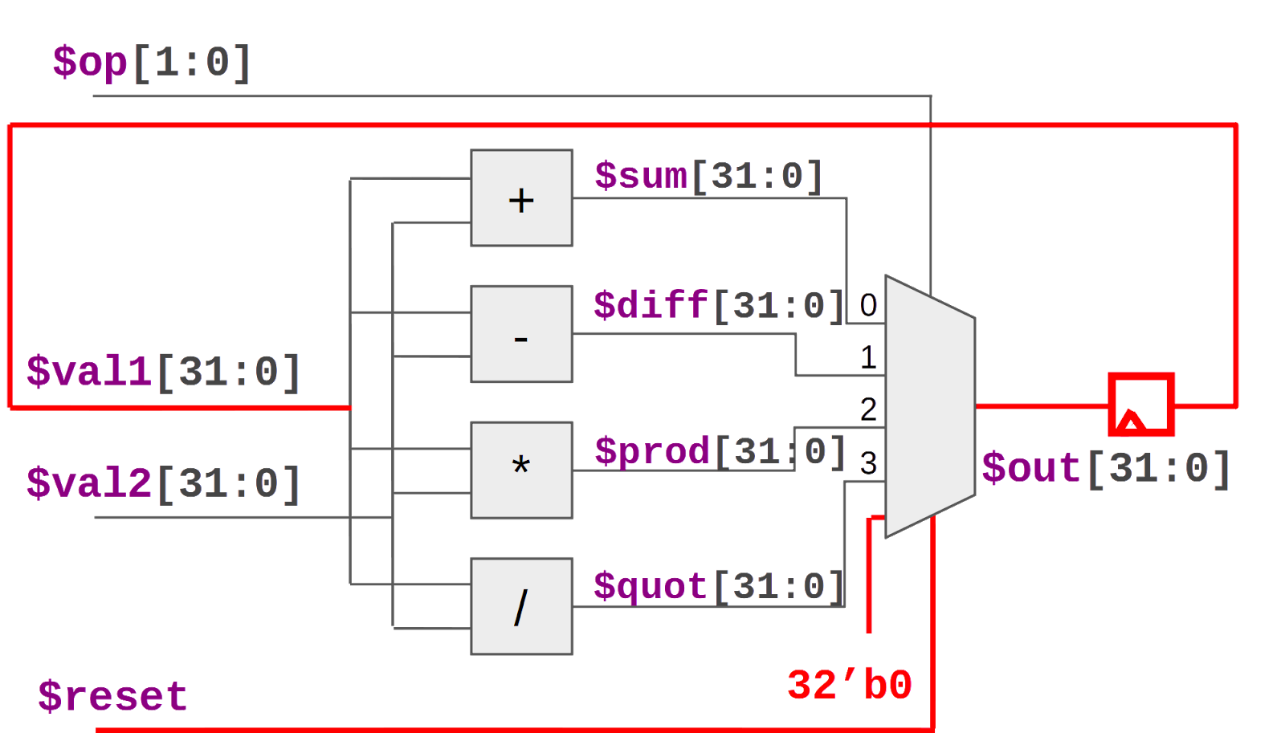 $op[1:0]
+
$sum[31:0]
-
$diff[31:0]
0
1
$val1[31:0]
2
*
$prod[31:0]
3
$out[31:0]
$val2[31:0]
/
$quot[31:0]
32’b0
$reset